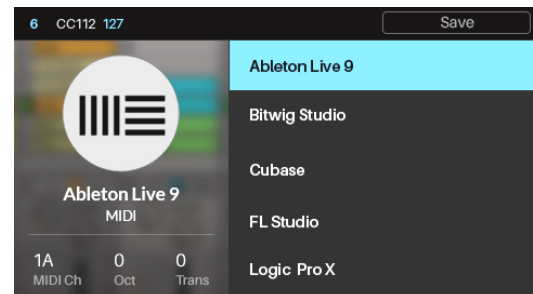 6 CC112 127 Save
Ableton Live 9
Bitwig Studio
Cubase
FL Studio
Logic Pro X
Ableton Live 9
MIDI
1A 0 0
MIDI Ch Oct Trans